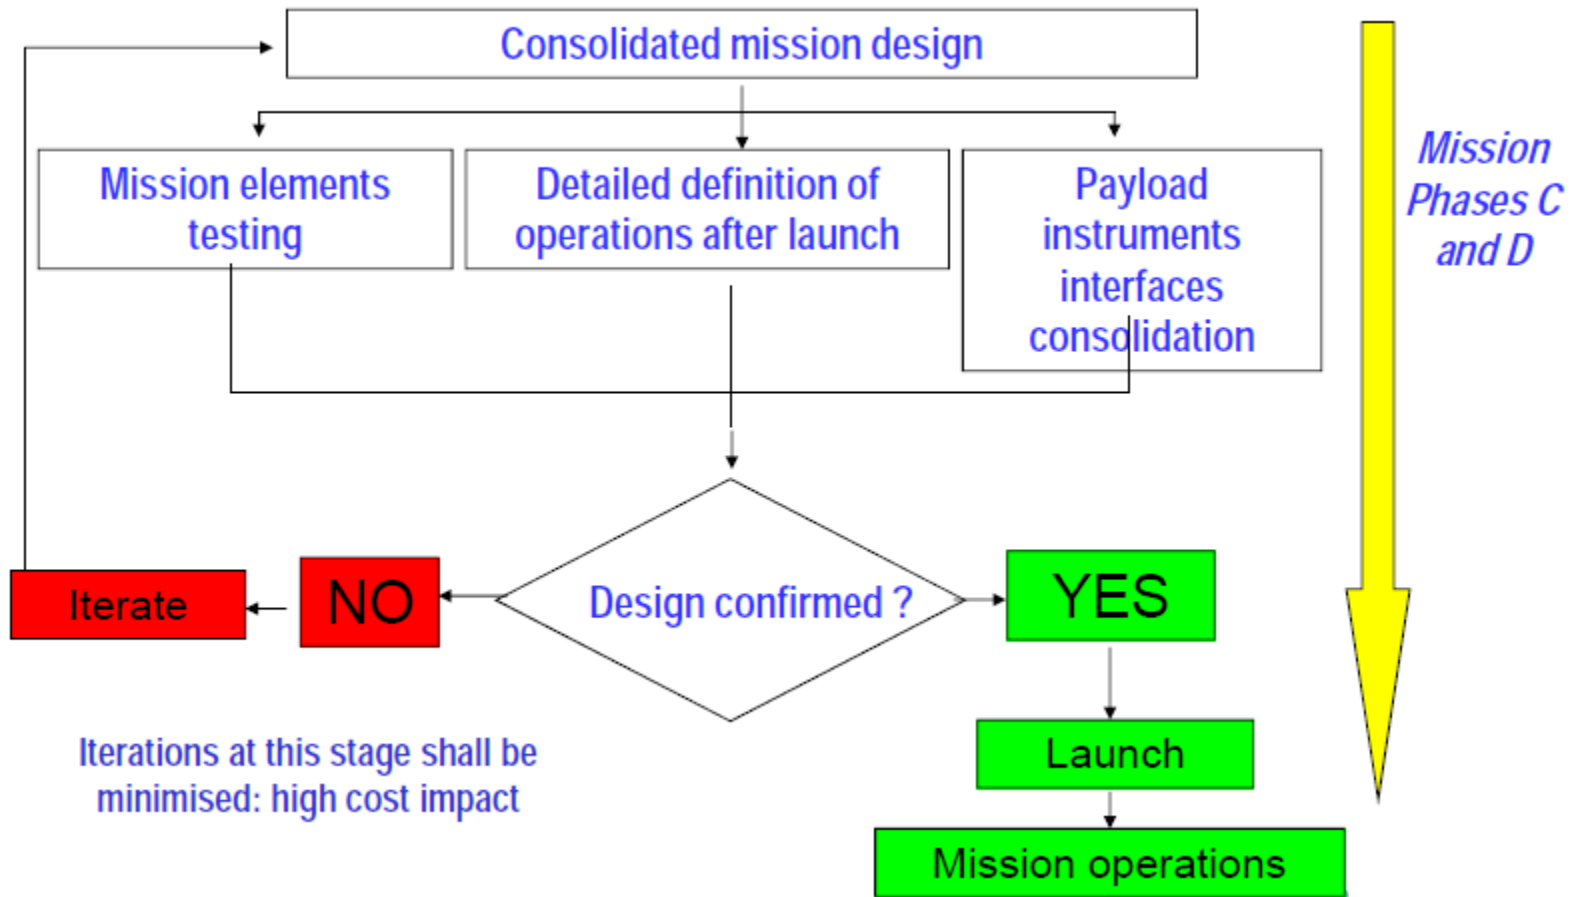 Consolidated mission design
Mission elements
testing
Detailed definition of
operations after launch
Payload
instruments
interfaces
consolidation
Mission
Phases C
and D
Iterate
NO
Design confirmed ?
YES
Launch
Mission operations
Iterations at this stage shall be
minimised: high cost impact